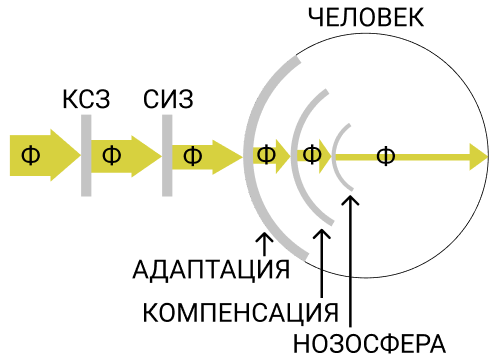 ЧЕЛОВЕК
КСЗ СИЗ
Ф Ф Ф Ф Ф Ф
АДАПТАЦИЯ
КОМПЕНСАЦИЯ
НОЗОСФЕРА